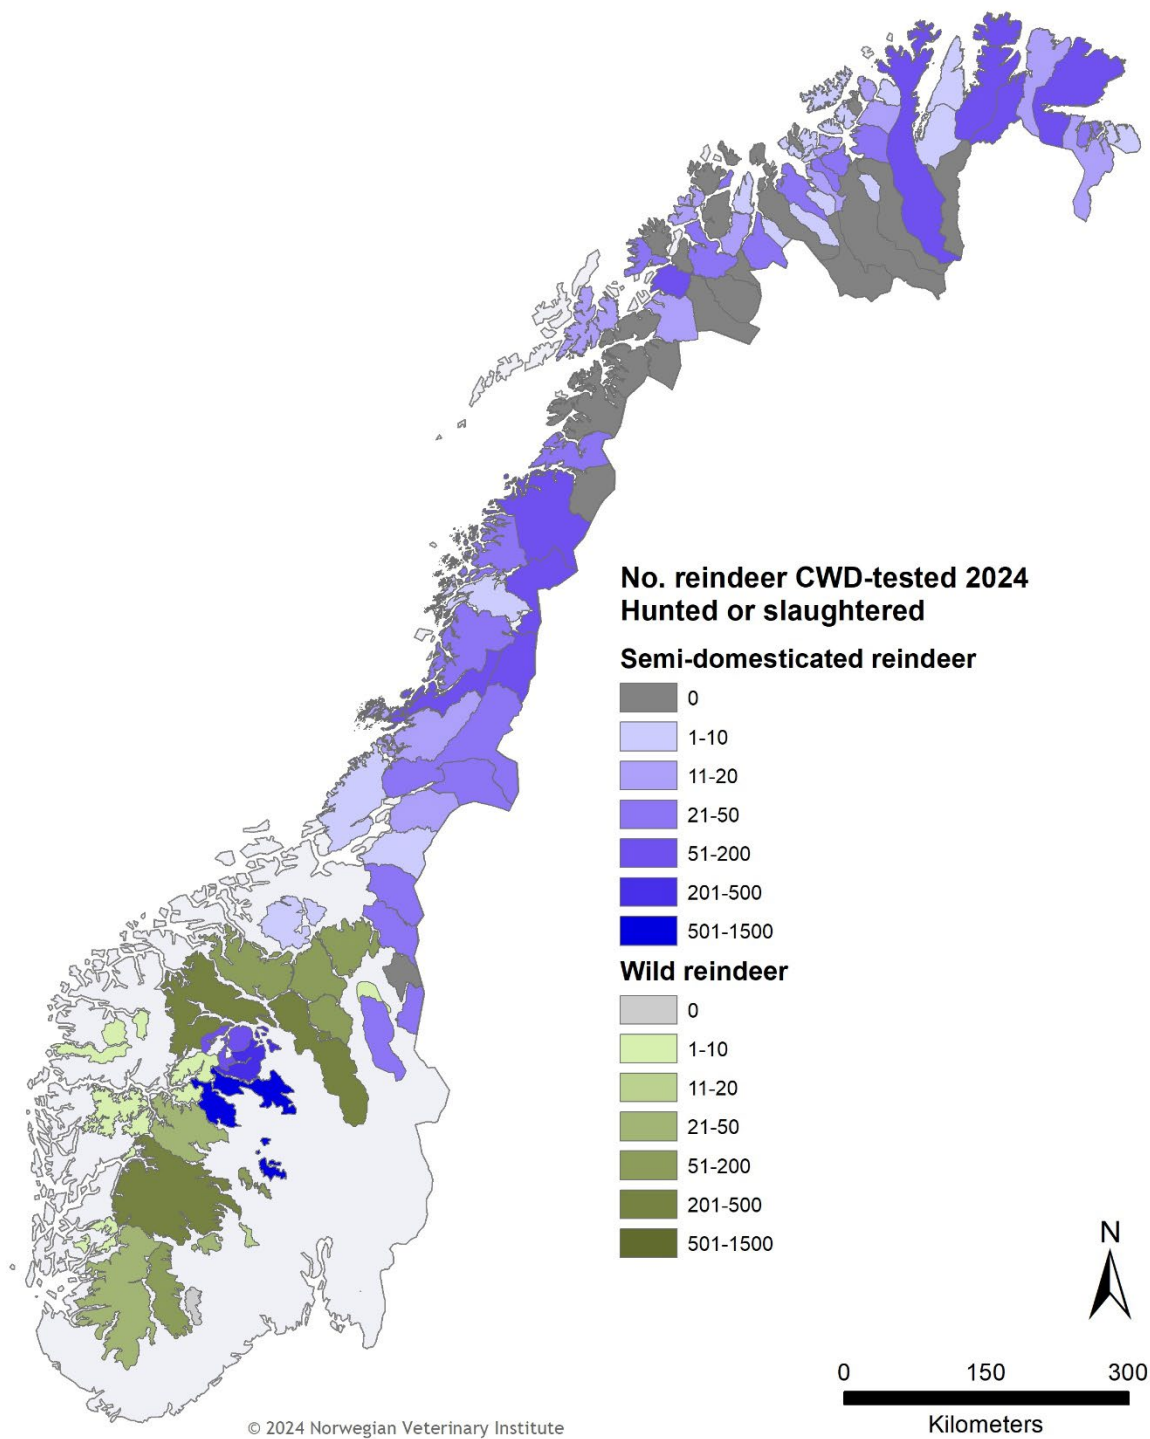 No. reindeer CWD-tested 2024
Hunted or slaughtered
Semi-domesticated reindeer
0
1-10
11-20
21-50
51-200
201-500
501-1500
Wild reindeer
0
1-10
11-20
21-50
51-200
201-500
501-1500
N
0 150 300
Kilometers
© 2024 Norwegian Veterinary Institute